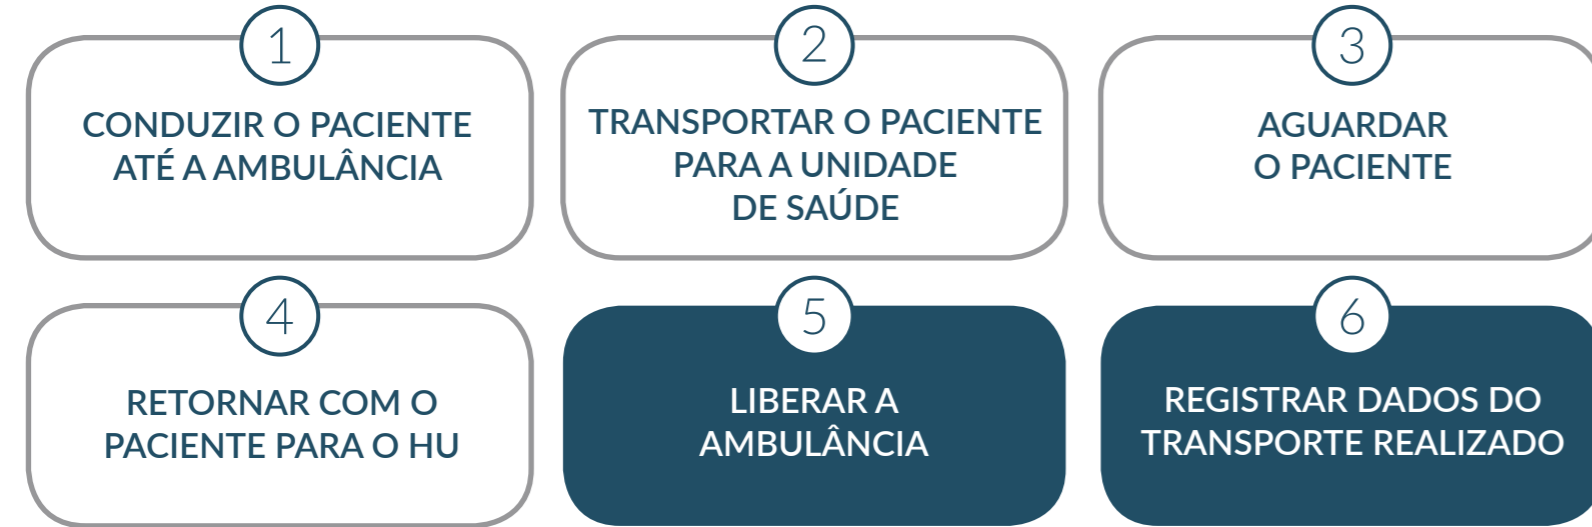 1
CONDUZIR O PACIENTE
ATÉ A AMBULÂNCIA
2
TRANSPORTAR O PACIENTE
PARA A UNIDADE
DE SAÚDE
3
AGUARDAR
O PACIENTE
4
RETORNAR COM O
PACIENTE PARA O HU
5
LIBERAR A
AMBULÂNCIA
6
REGISTRAR DADOS DO
TRANSPORTE REALIZADO